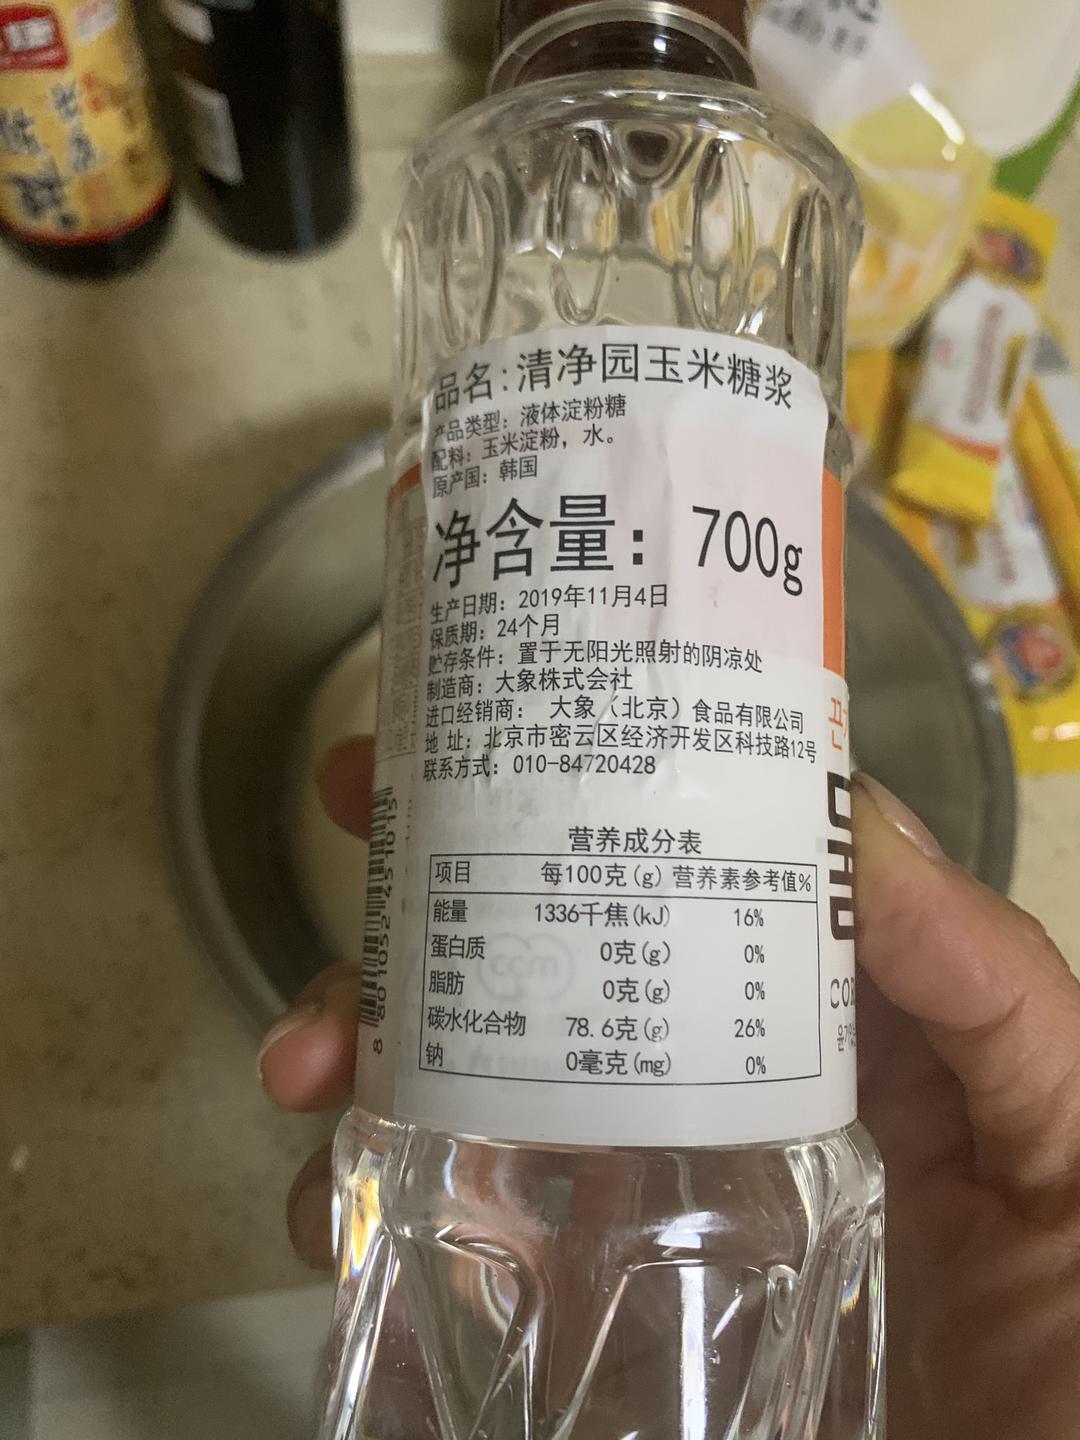 品名:清净园玉米糖浆
产品类型: 液体淀粉糖
配料: 玉米淀粉, 水。
原产国: 韩国
净含量: 700g
生产日期: 2019年11月4日
保质期: 24个月
贮存条件: 置于无阳光照射的阴凉处
制造商: 大象株式会社
进口经销商: 大象（北京）食品有限公司
地 址: 北京市密云区经济开发区科技路12号
联系方式: 010-84720428
营养成分表
项目 每100克(g) 营养素参考值%
能量 1336千焦(kJ) 16%
蛋白质 0克(g) 0%
脂肪 0克(g) 0%
碳水化合物 78.6克(g) 26%
钠 0毫克(mg) 0%